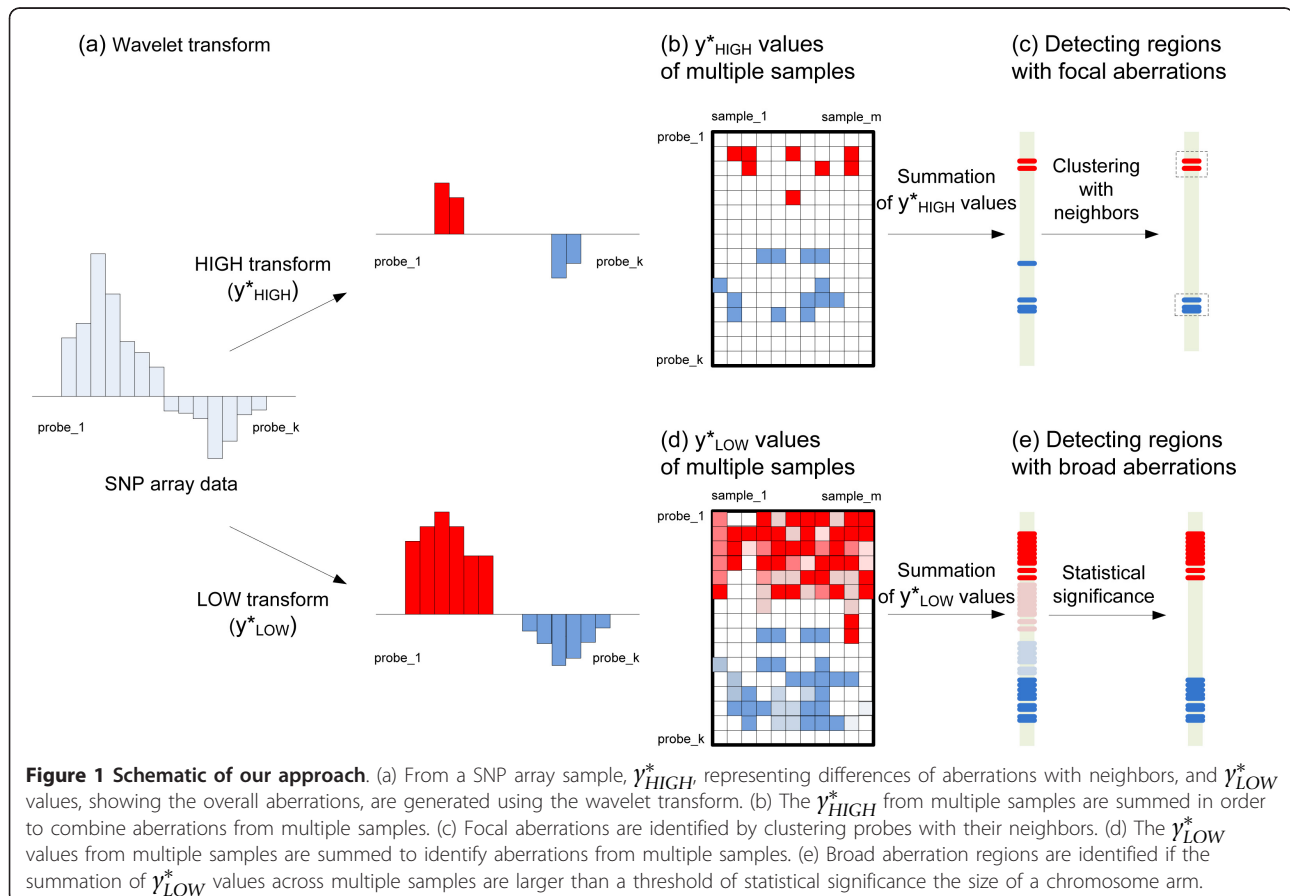 (a) Wavelet transform
HIGH transform
(y*HIGH)
probe_1
probe_k
probe_1
probe_k
SNP array data
LOW transform
(y*LOW)
probe_1
probe_k
(b) y*HIGH values
of multiple samples
sample_1
sample_m
probe_1
probe_k
Summation
of y*HIGH values
(c) Detecting regions
with focal aberrations
Clustering
with
neighbors
(d) y*LOW values
of multiple samples
sample_1
sample_m
probe_1
probe_k
Summation
of y*LOW values
(e) Detecting regions
with broad aberrations
Statistical
significance
Figure 1 Schematic of our approach. (a) From a SNP array sample, γ*HIGH, representing differences of aberrations with neighbors, and γ*LOW
values, showing the overall aberrations, are generated using the wavelet transform. (b) The γ*HIGH from multiple samples are summed in order
to combine aberrations from multiple samples. (c) Focal aberrations are identified by clustering probes with their neighbors. (d) The γ*LOW
values from multiple samples are summed to identify aberrations from multiple samples. (e) Broad aberration regions are identified if the
summation of γ*LOW values across multiple samples are larger than a threshold of statistical significance the size of a chromosome arm.